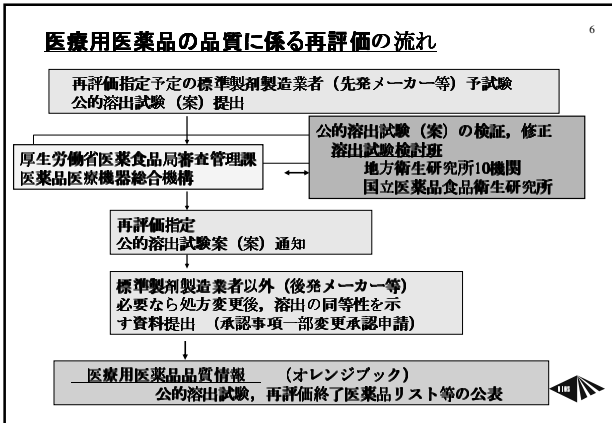 6
医療用医薬品の品質に係る再評価の流れ
再評価指定予定の標準製剤製造業者（先発メーカー等）予試験
公的溶出試験（案）提出
公的溶出試験（案）の検証，修正
溶出試験検討班
地方衛生研究所10機関
国立医薬品食品衛生研究所
厚生労働省医薬食品局審査管理課
医薬品医療機器総合機構
再評価指定
公的溶出試験案（案）通知
標準製剤製造業者以外（後発メーカー等）
必要なら処方変更後，溶出の同等性を示
す資料提出　（承認事項一部変更承認申請）
医療用医薬品品質情報　（オレンジブック）
公的溶出試験，再評価終了医薬品リスト等の公表